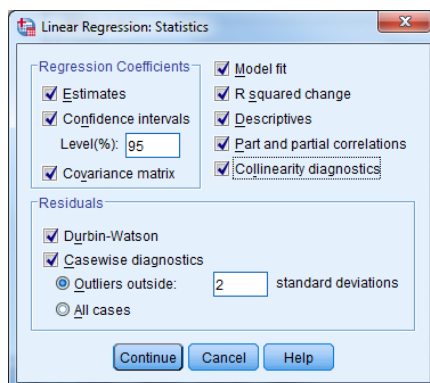 Linear Regression: Statistics
Regression Coefficients
Estimates
Confidence intervals
Level(%): 95
Covariance matrix
Model fit
R squared change
Descriptives
Part and partial correlations
Collinearity diagnostics
Residuals
Durbin-Watson
Casewise diagnostics
Outliers outside: 2 standard deviations
All cases
Continue Cancel Help